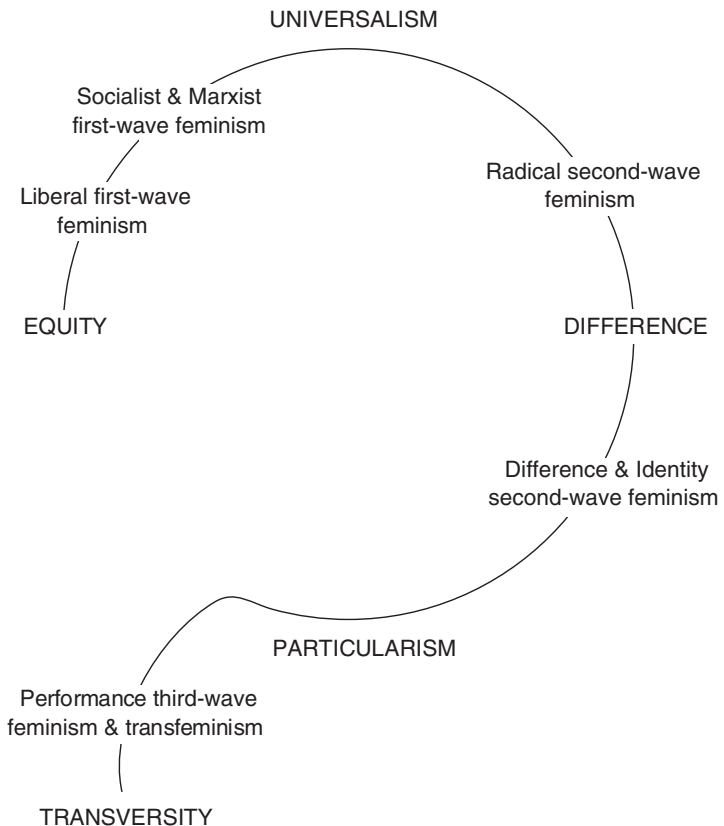 UNIVERSALISM
Socialist & Marxist
first-wave feminism
Radical second-wave
feminism
Liberal first-wave
feminism
EQUITY
DIFFERENCE
Difference & Identity
second-wave feminism
PARTICULARISM
Performance third-wave
feminism & transfeminism
TRANSVERSITY